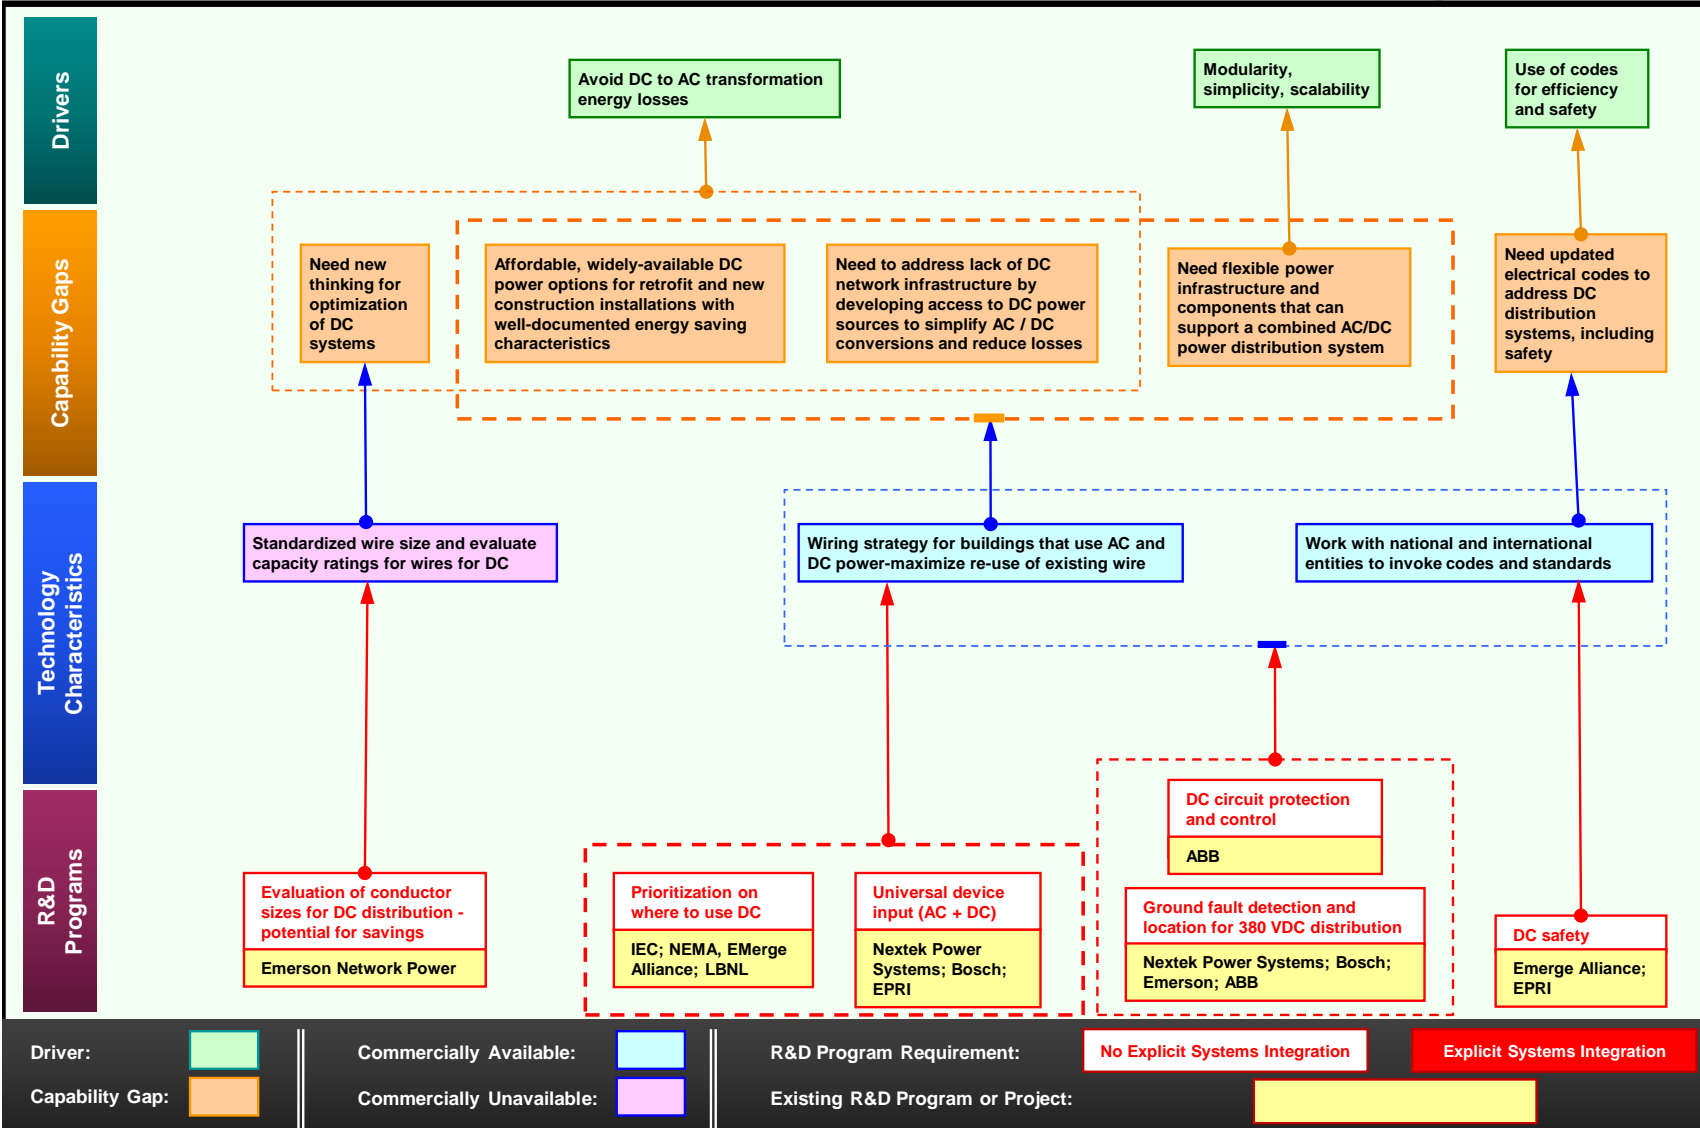 Drivers
Avoid DC to AC transformation
energy losses
Modularity,
simplicity, scalability
Use of codes
for efficiency
and safety
Capability Gaps
Need new
thinking for
optimization
of DC
systems
Affordable, widely-available DC
power options for retrofit and new
construction installations with
well-documented energy saving
characteristics
Need to address lack of DC
network infrastructure by
developing access to DC power
sources to simplify AC / DC
conversions and reduce losses
Need flexible power
infrastructure and
components that can
support a combined AC/DC
power distribution system
Need updated
electrical codes to
address DC
distribution
systems, including
safety
Technology
Characteristics
Standardized wire size and evaluate
capacity ratings for wires for DC
Wiring strategy for buildings that use AC and
DC power-maximize re-use of existing wire
Work with national and international
entities to invoke codes and standards
R&D
Programs
Evaluation of conductor
sizes for DC distribution -
potential for savings
Emerson Network Power
Prioritization on
where to use DC
IEC; NEMA, EMerge
Alliance; LBNL
Universal device
input (AC + DC)
Nextek Power
Systems; Bosch;
EPRI
DC circuit protection
and control
ABB
Ground fault detection and
location for 380 VDC distribution
Nextek Power Systems; Bosch;
Emerson; ABB
DC safety
Emerge Alliance;
EPRI
Driver:
Capability Gap:
Commercially Available:
Commercially Unavailable:
R&D Program Requirement:
No Explicit Systems Integration
Explicit Systems Integration
Existing R&D Program or Project: